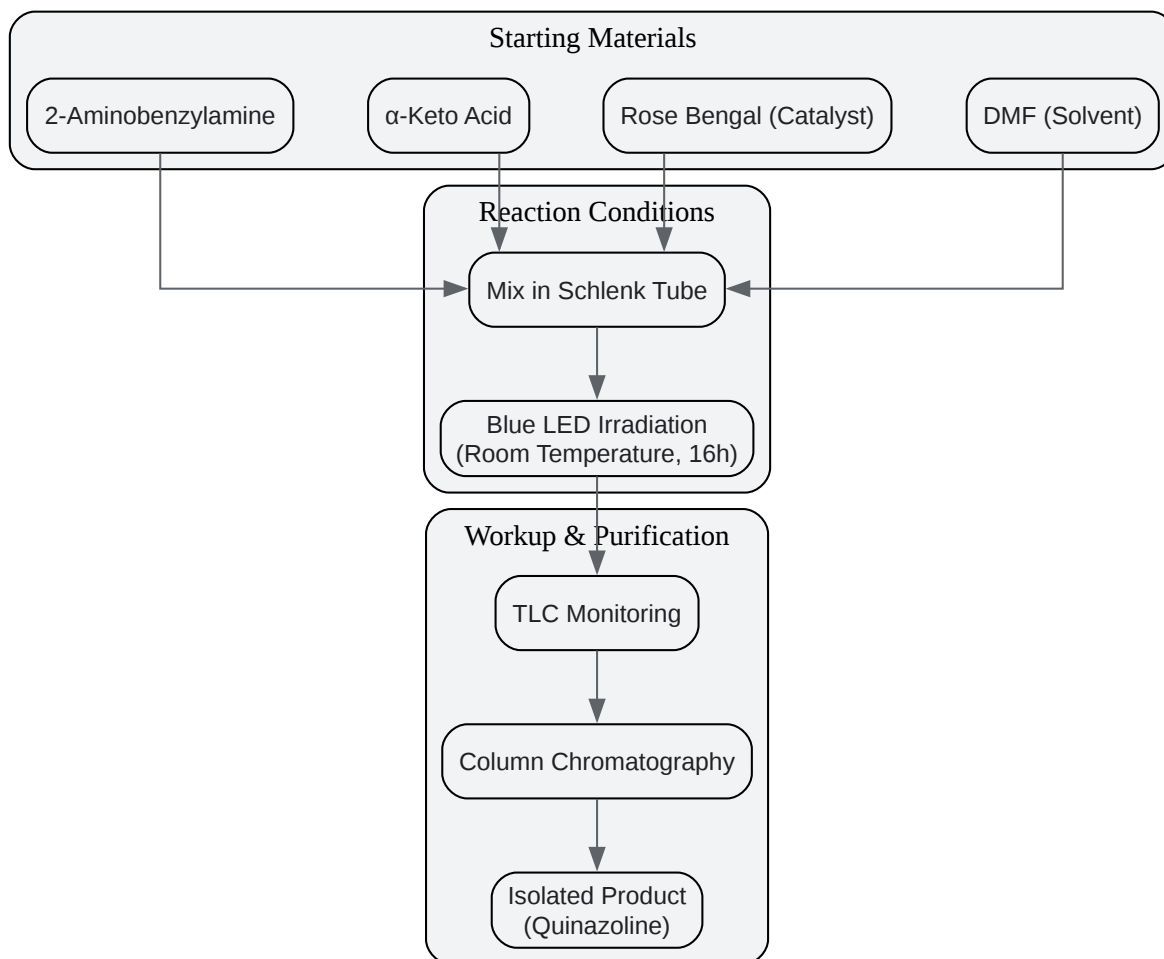 Starting Materials
2-Aminobenzylamine
α-Keto Acid
Rose Bengal (Catalyst)
DMF (Solvent)
Reaction Conditions
Mix in Schlenk Tube
Blue LED Irradiation
(Room Temperature, 16h)
Workup & Purification
TLC Monitoring
Column Chromatography
Isolated Product
(Quinazoline)